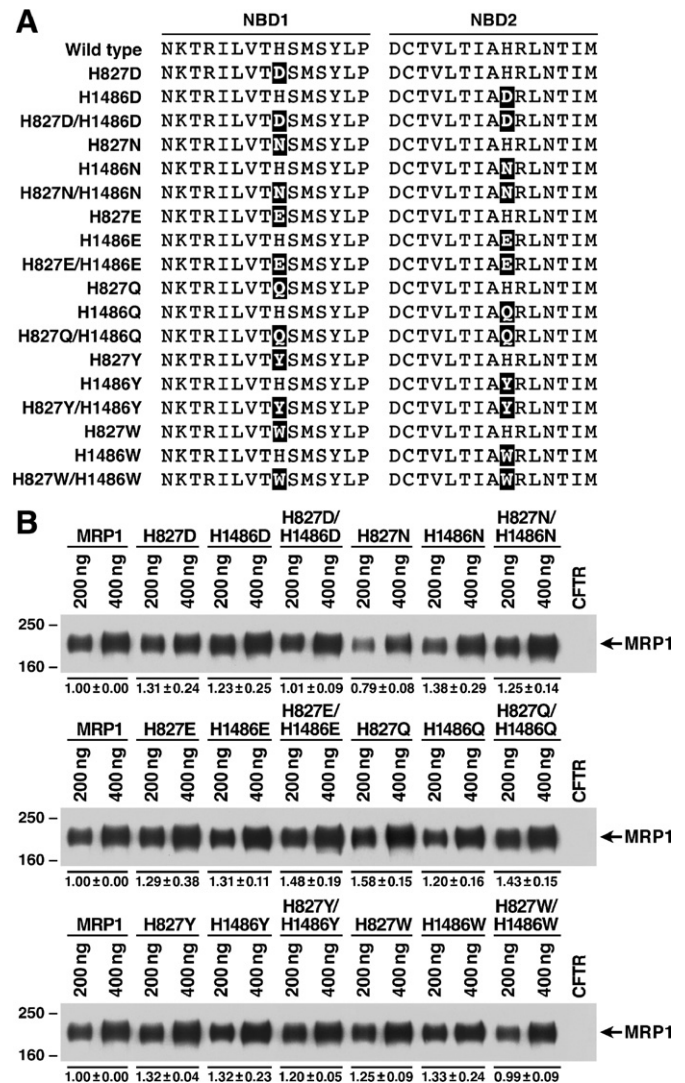 A
NBD1 NBD2
Wild type NKTRILVTHSMSYLP DCTVLTIAHRLNTIM
H827D NKTRILVTDSMSYLP DCTVLTIAHRLNTIM
H1486D NKTRILVTHSMSYLP DCTVLTIADRLNTIM
H827D/H1486D NKTRILVTDSMSYLP DCTVLTIADRLNTIM
H827N NKTRILVTNSMSYLP DCTVLTIAHRLNTIM
H1486N NKTRILVTHSMSYLP DCTVLTIANRLNTIM
H827N/H1486N NKTRILVTNSMSYLP DCTVLTIANRLNTIM
H827E NKTRILVTESMSYLP DCTVLTIAHRLNTIM
H1486E NKTRILVTHSMSYLP DCTVLTIAERLNTIM
H827E/H1486E NKTRILVTESMSYLP DCTVLTIAERLNTIM
H827Q NKTRILVTQSMSYLP DCTVLTIAHRLNTIM
H1486Q NKTRILVTHSMSYLP DCTVLTIAQRLNTIM
H827Q/H1486Q NKTRILVTQSMSYLP DCTVLTIAQRLNTIM
H827Y NKTRILVTYSMSYLP DCTVLTIAHRLNTIM
H1486Y NKTRILVTHSMSYLP DCTVLTIAYRLNTIM
H827Y/H1486Y NKTRILVTYSMSYLP DCTVLTIAYRLNTIM
H827W NKTRILVTWSMSYLP DCTVLTIAHRLNTIM
H1486W NKTRILVTHSMSYLP DCTVLTIAWRLNTIM
H827W/H1486W NKTRILVTWSMSYLP DCTVLTIAWRLNTIM
B
H827D/ H827N/
MRP1 H827D H1486D H1486D H827N H1486N H1486N
200 ng 400 ng 200 ng 400 ng 200 ng 400 ng 200 ng 400 ng 200 ng 400 ng 200 ng 400 ng 200 ng 400 ng CFTR
250 –
MRP1
160 –
1.00±0.00 1.31±0.24 1.23±0.25 1.01±0.09 0.79±0.08 1.38±0.29 1.25±0.14
H827E/ H827Q/
MRP1 H827E H1486E H1486E H827Q H1486Q H1486Q
200 ng 400 ng 200 ng 400 ng 200 ng 400 ng 200 ng 400 ng 200 ng 400 ng 200 ng 400 ng 200 ng 400 ng CFTR
250 –
MRP1
160 –
1.00±0.00 1.29±0.38 1.31±0.11 1.48±0.19 1.58±0.15 1.20±0.16 1.43±0.15
H827Y/ H827W/
MRP1 H827Y H1486Y H1486Y H827W H1486W H1486W
200 ng 400 ng 200 ng 400 ng 200 ng 400 ng 200 ng 400 ng 200 ng 400 ng 200 ng 400 ng 200 ng 400 ng CFTR
250 –
MRP1
160 –
1.00±0.00 1.32±0.04 1.32±0.23 1.20±0.05 1.25±0.09 1.33±0.24 0.99±0.09